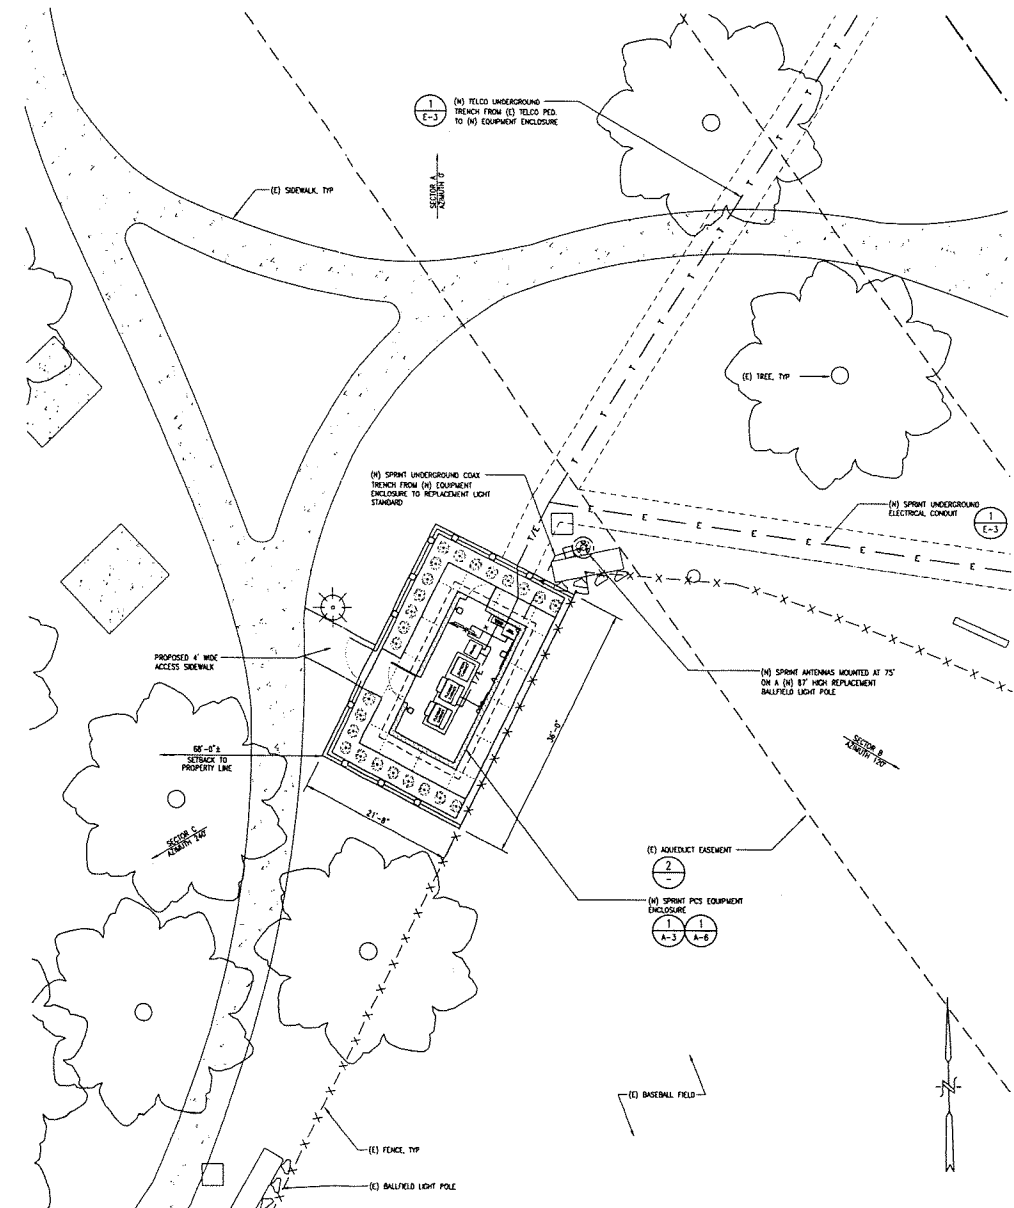 1
E-3
(N) TELCO UNDERGROUND
TRENCH FROM (E) TELCO PED.
TO (N) EQUIPMENT ENCLOSURE
SECTOR A
AZIMUTH 0°
(E) SIDEWALK, TYP
(E) TREE, TYP
(N) SPRINT UNDERGROUND COAX
TRENCH FROM (N) EQUIPMENT
ENCLOSURE TO REPLACEMENT LIGHT
STANDARD
(N) SPRINT UNDERGROUND
ELECTRICAL CONDUIT
1
E-3
T/E
PROPOSED 4' WIDE
ACCESS SIDEWALK
(N) SPRINT ANTENNAS MOUNTED AT 75'
ON A (N) 87' HIGH REPLACEMENT
BALLFIELD LIGHT POLE
36'-0"
68'-0"±
SETBACK TO
PROPERTY LINE
SECTOR B
AZIMUTH 120°
21'-8"
SECTOR C
AZIMUTH 240°
(E) AQUEDUCT EASEMENT
2
-
(N) SPRINT PCS EQUIPMENT
ENCLOSURE
1
A-3
1
A-6
(E) BASEBALL FIELD
N
(E) FENCE, TYP
(E) BALLFIELD LIGHT POLE